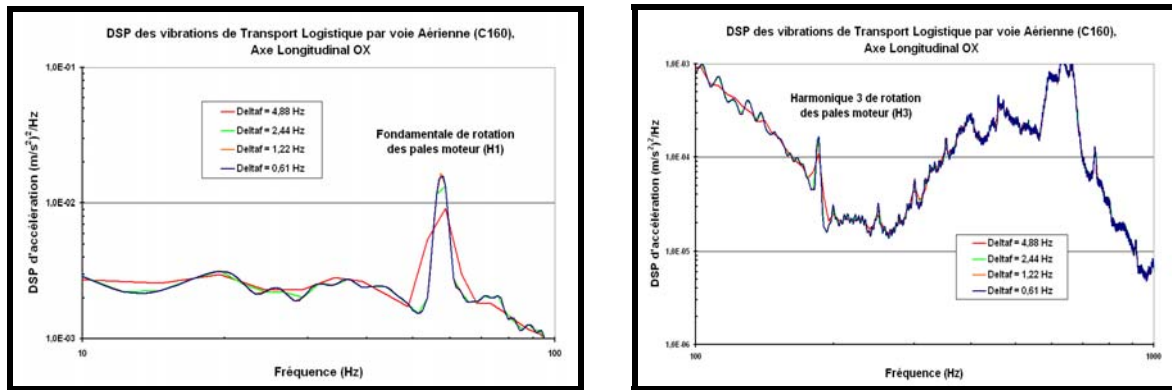 DSP des vibrations de Transport Logistique par voie Aérienne (C160).
Axe Longitudinal OX
1,0E-01
1,0E-02
1,0E-03
DSP d'accélération (m/s²)²/Hz
Deltaf = 4,88 Hz
Deltaf = 2,44 Hz
Deltaf = 1,22 Hz
Deltaf = 0,61 Hz
Fondamentale de rotation
des pales moteur (H1)
10
100
Fréquence (Hz)
DSP des vibrations de Transport Logistique par voie Aérienne (C160).
Axe Longitudinal OX
1,0E-03
1,0E-04
1,0E-05
1,0E-06
DSP d'accélération (m/s²)²/Hz
Harmonique 3 de rotation
des pales moteur (H3)
Deltaf = 4,88 Hz
Deltaf = 2,44 Hz
Deltaf = 1,22 Hz
Deltaf = 0,61 Hz
100
1000
Fréquence (Hz)